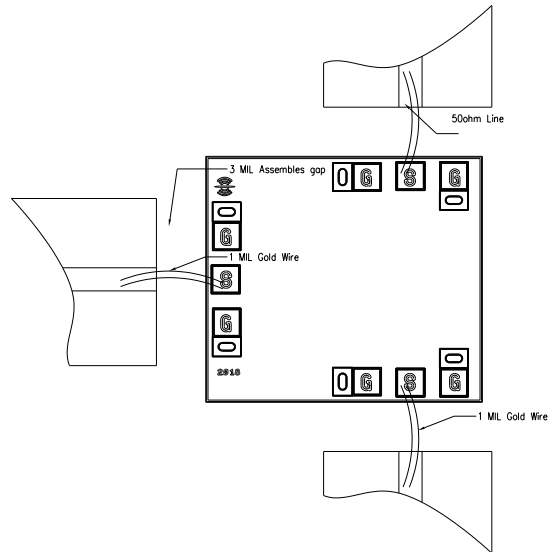 50ohm Line
3 MIL Assembles gap
0 G S G
0
0
G
1 MIL Gold Wire
S
G
0
0
2918
0 G S G
1 MIL Gold Wire